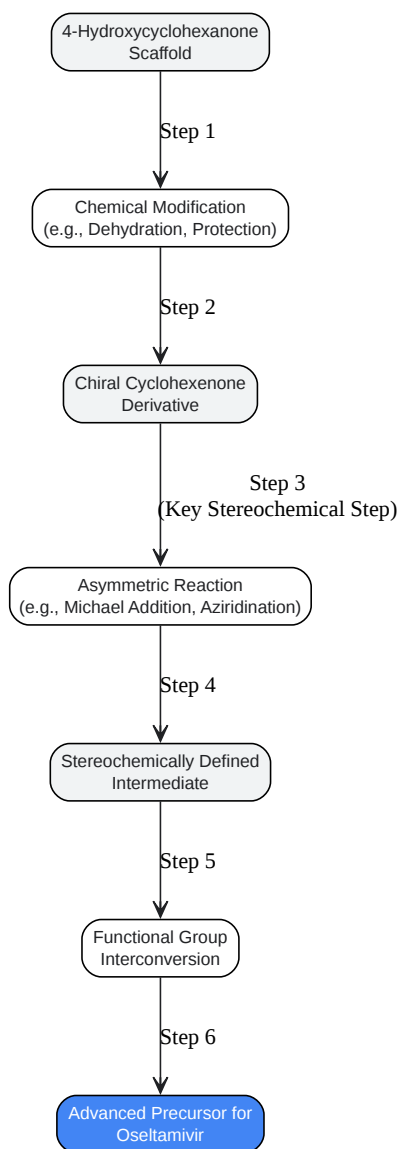 4-Hydroxycyclohexanone
Scaffold
Step 1
Chemical Modification
(e.g., Dehydration, Protection)
Step 2
Chiral Cyclohexenone
Derivative
Step 3
(Key Stereochemical Step)
Asymmetric Reaction
(e.g., Michael Addition, Aziridination)
Step 4
Stereochemically Defined
Intermediate
Step 5
Functional Group
Interconversion
Step 6
Advanced Precursor for
Oseltamivir